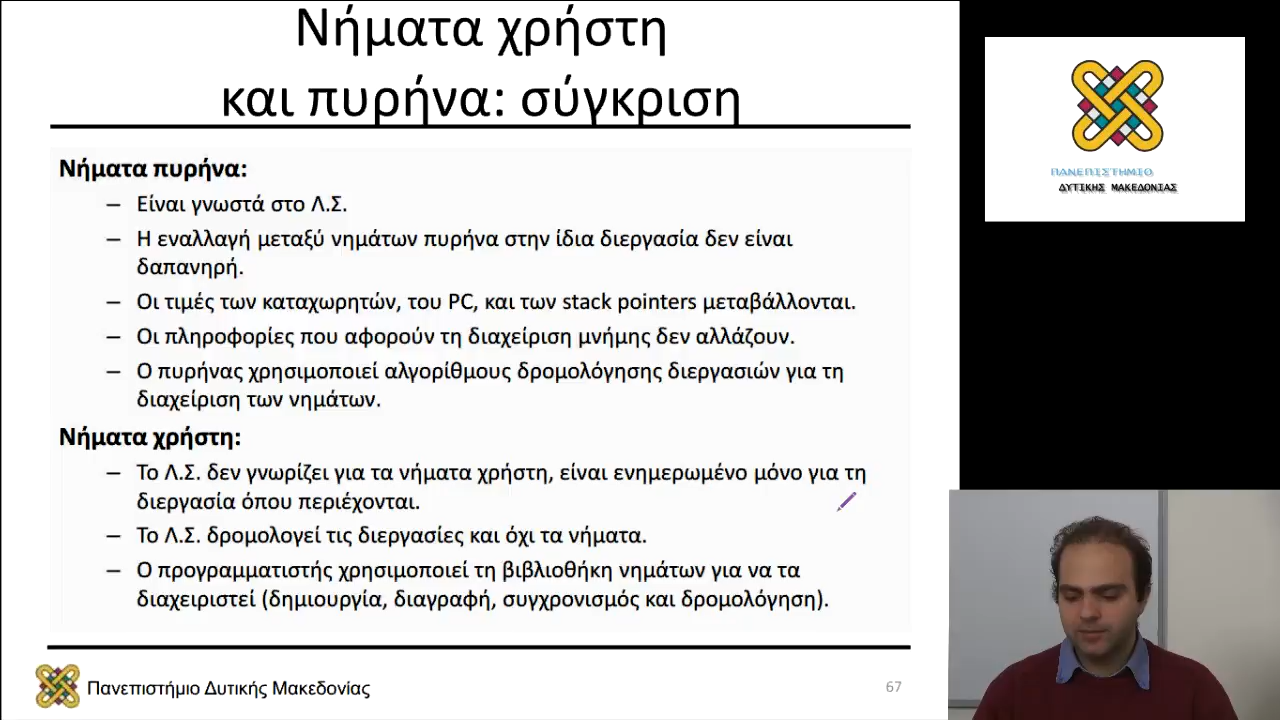 Νήματα χρήστη
και πυρήνα: σύγκριση
Νήματα πυρήνα:
– Είναι γνωστά στο Λ.Σ.
– Η εναλλαγή μεταξύ νημάτων πυρήνα στην ίδια διεργασία δεν είναι
δαπανηρή.
– Οι τιμές των καταχωρητών, του PC, και των stack pointers μεταβάλλονται.
– Οι πληροφορίες που αφορούν τη διαχείριση μνήμης δεν αλλάζουν.
– Ο πυρήνας χρησιμοποιεί αλγορίθμους δρομολόγησης διεργασιών για τη
διαχείριση των νημάτων.
Νήματα χρήστη:
– Το Λ.Σ. δεν γνωρίζει για τα νήματα χρήστη, είναι ενημερωμένο μόνο για τη
διεργασία όπου περιέχονται.
– Το Λ.Σ. δρομολογεί τις διεργασίες και όχι τα νήματα.
– Ο προγραμματιστής χρησιμοποιεί τη βιβλιοθήκη νημάτων για να τα
διαχειριστεί (δημιουργία, διαγραφή, συγχρονισμός και δρομολόγηση).
Πανεπιστήμιο Δυτικής Μακεδονίας
67
ΠΑΝΕΠΙΣΤΗΜΙΟ
ΔΥΤΙΚΗΣ ΜΑΚΕΔΟΝΙΑΣ